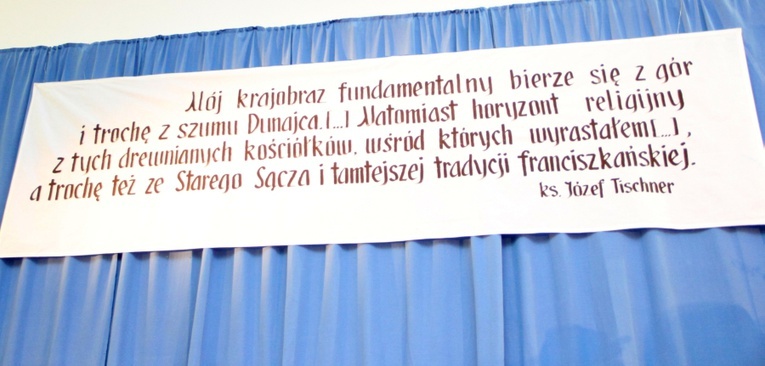 Mój krajobraz fundamentalny bierze się z gór
i trochę z szumu Dunajca.[...] Natomiast horyzont religijny
z tych drewnianych kościółków, wśród których wyrastałem[...],
a trochę też ze Starego Sącza i tamtejszej tradycji franciszkańskiej.
ks. Józef Tischner